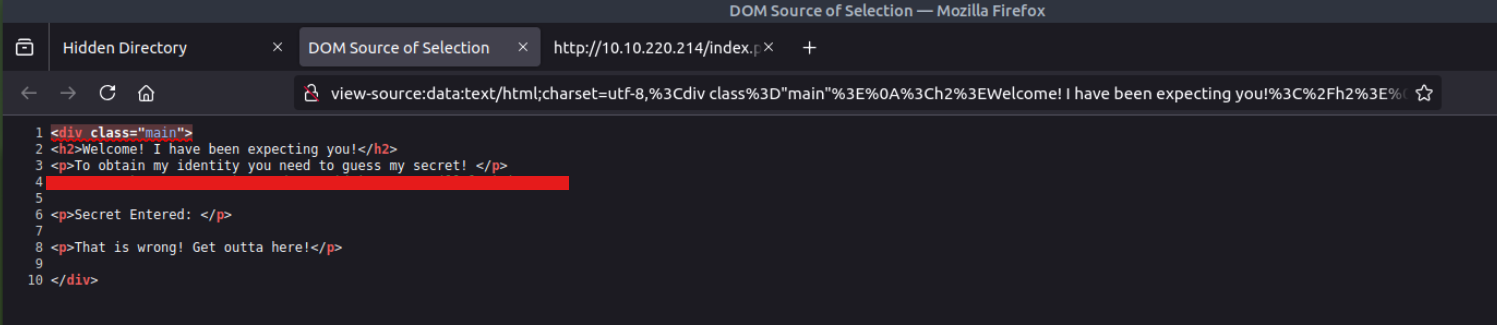 DOM Source of Selection — Mozilla Firefox
Hidden Directory × DOM Source of Selection × http://10.10.220.214/index.p × +
view-source:data:text/html;charset=utf-8,%3Cdiv class%3D"main"%3E%0A%3Ch2%3EWelcome! I have been expecting you!%3C%2Fh2%3E%
1 <div class="main">
2 <h2>Welcome! I have been expecting you!</h2>
3 <p>To obtain my identity you need to guess my secret! </p>
4
5
6 <p>Secret Entered: </p>
7
8 <p>That is wrong! Get outta here!</p>
9
10 </div>